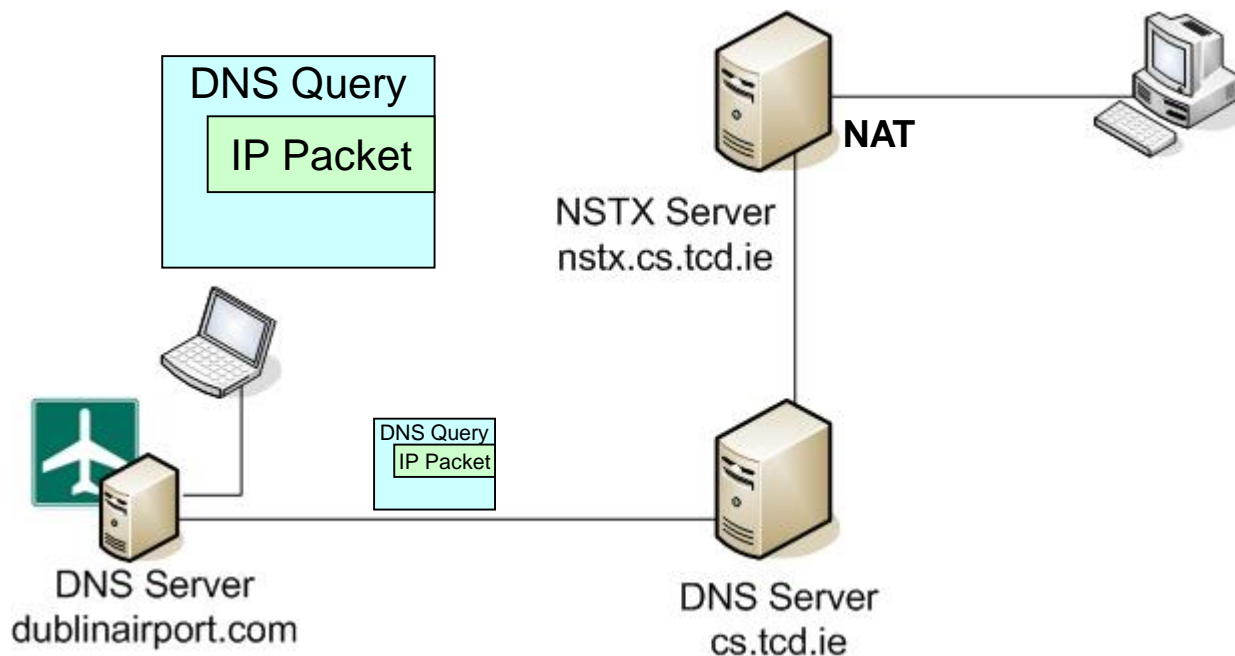 DNS Query
IP Packet
NAT
NSTX Server
nstx.cs.tcd.ie
DNS Query
IP Packet
DNS Server
dublinairport.com
DNS Server
cs.tcd.ie